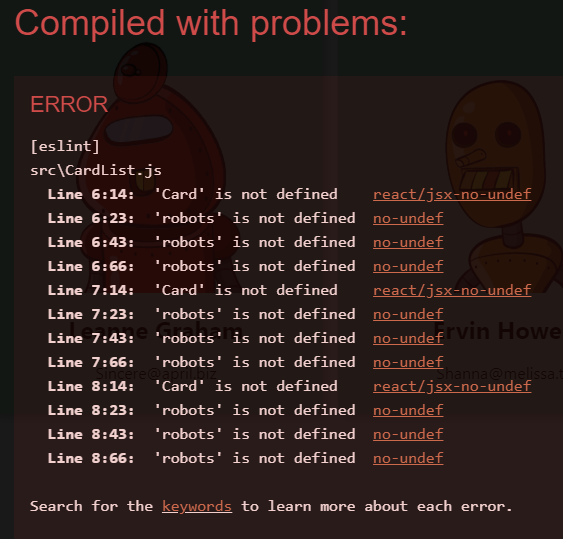 Compiled with problems:
ERROR
[eslint]
src\CardList.js
Line 6:14: 'Card' is not defined react/jsx-no-undef
Line 6:23: 'robots' is not defined no-undef
Line 6:43: 'robots' is not defined no-undef
Line 6:66: 'robots' is not defined no-undef
Line 7:14: 'Card' is not defined react/jsx-no-undef
Line 7:23: 'robots' is not defined no-undef
Leanne Graham
Ervin Howe
Line 7:43: 'robots' is not defined no-undef
Line 7:66: 'robots' is not defined no-undef
Sincere@april.biz
Shanna@melissa.t
Line 8:14: 'Card' is not defined react/jsx-no-undef
Line 8:23: 'robots' is not defined no-undef
Line 8:43: 'robots' is not defined no-undef
Line 8:66: 'robots' is not defined no-undef
Search for the keywords to learn more about each error.